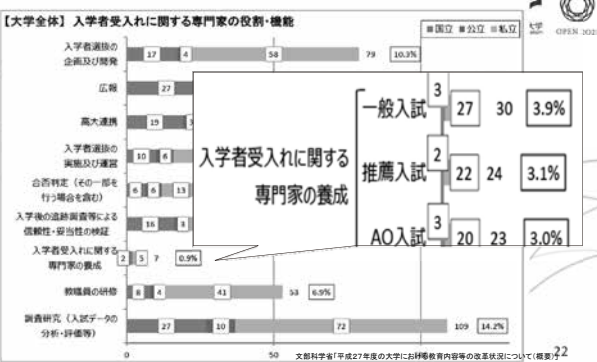 【大学全体】 入学者受入れに関する専門家の役割・機能
■国立 ■公立 ■私立
OPEN 202
入学者選抜の
企画及び開発
17 4 58 79 10.3%
広報
27
高大連携
19 3
入学者選抜の
実施及び運営
10 6
合否判定（その一部を
行う場合を含む）
6 6 13
入学後の追跡調査等による
信頼性・妥当性の検証
16 3
入学者受入れに関する
専門家の養成
2 5 7 0.9%
教職員の研修
8 4 41 53 6.9%
調査研究（入試データの
分析・評価等）
27 10 72 109 14.2%
0 50
入学者受入れに関する
専門家の養成
一般入試 3 27 30 3.9%
推薦入試 2 22 24 3.1%
AO入試 3 20 23 3.0%
文部科学省「平成27年度の大学における教育内容等の改革状況について（概要）」
22